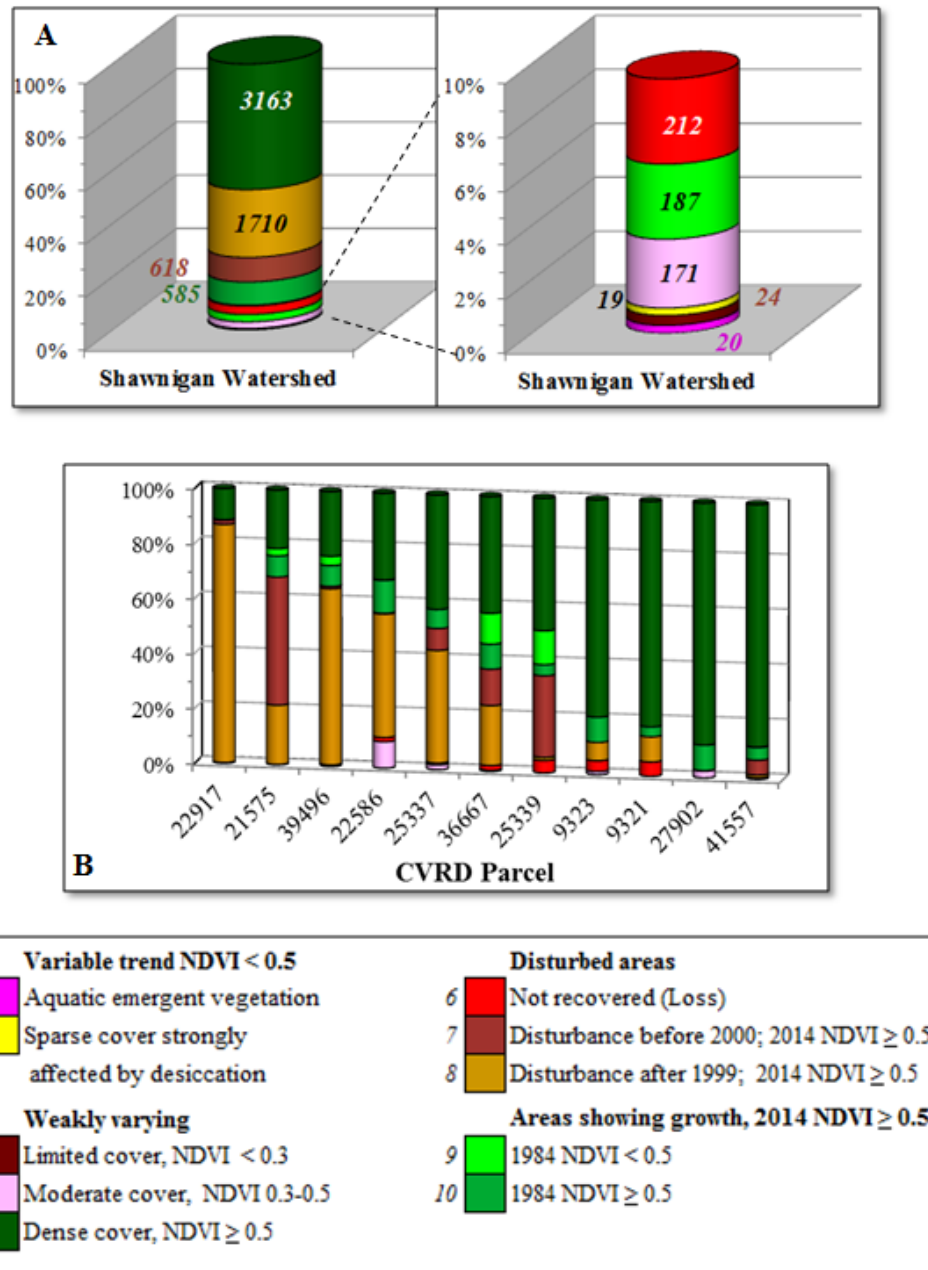 A
100%
80%
60%
40%
20%
0%
3163
1710
618
585
Shawnigan Watershed
10%
8%
6%
4%
2%
0%
212
187
171
19
24
20
Shawnigan Watershed
100%
80%
60%
40%
20%
0%
22917
21575
39496
22586
25337
36667
25339
9323
9321
27902
41557
B
CVRD Parcel
Variable trend NDVI < 0.5
Aquatic emergent vegetation
Sparse cover strongly
affected by desiccation
Weakly varying
Limited cover, NDVI < 0.3
Moderate cover, NDVI 0.3-0.5
Dense cover, NDVI ≥ 0.5
Disturbed areas
6 Not recovered (Loss)
7 Disturbance before 2000; 2014 NDVI ≥ 0.5
8 Disturbance after 1999; 2014 NDVI ≥ 0.5
Areas showing growth, 2014 NDVI ≥ 0.5
9 1984 NDVI < 0.5
10 1984 NDVI ≥ 0.5